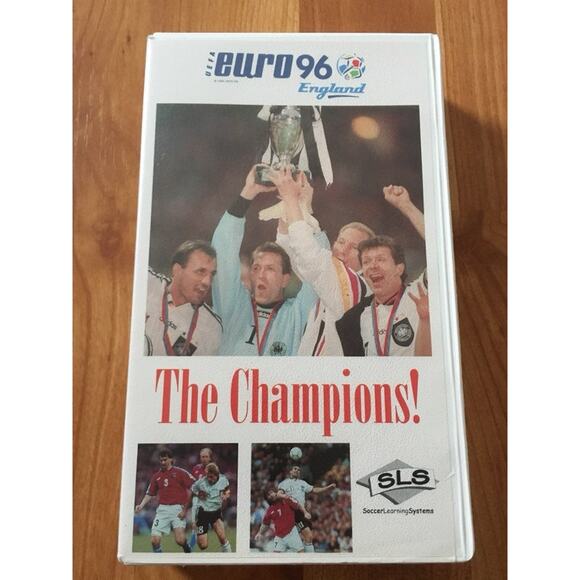 UEFA
euro96
England
The Champions!
SLS
SoccerLearningSystems